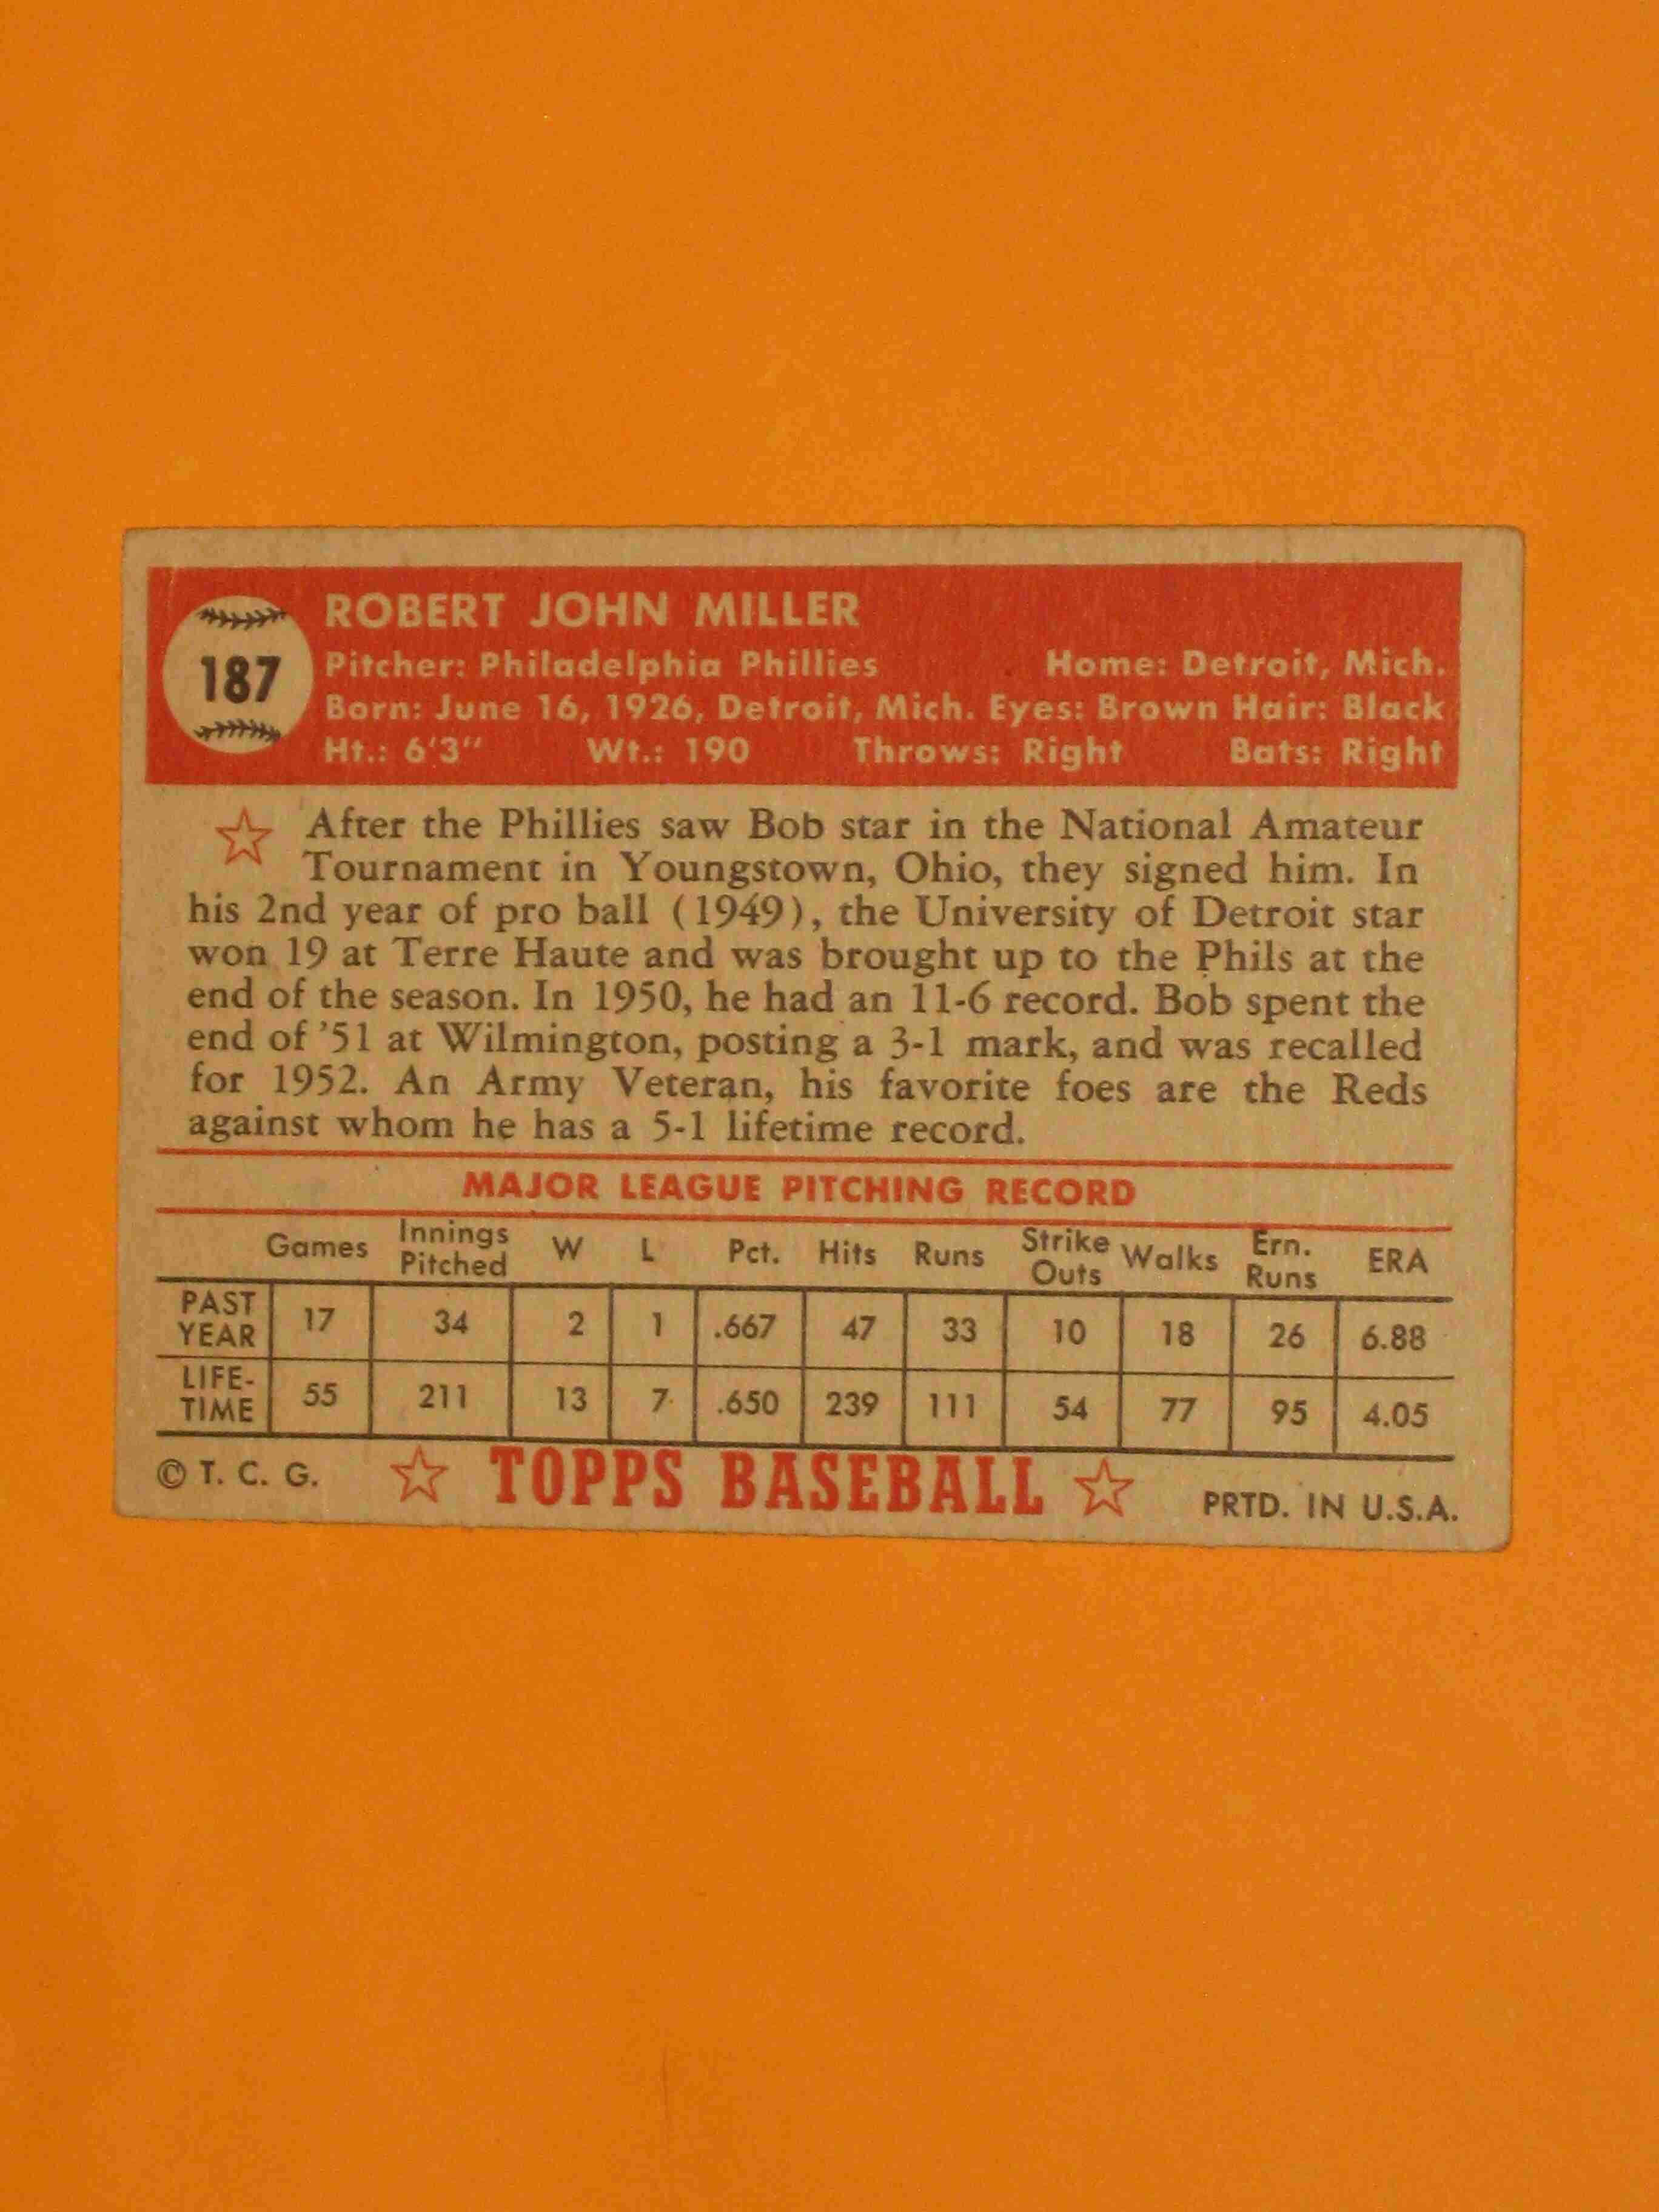 187
ROBERT JOHN MILLER
Pitcher: Philadelphia Phillies Home: Detroit, Mich.
Born: June 16, 1926, Detroit, Mich. Eyes: Brown Hair: Black
Ht.: 6'3" Wt.: 190 Throws: Right Bats: Right
After the Phillies saw Bob star in the National Amateur
Tournament in Youngstown, Ohio, they signed him. In
his 2nd year of pro ball (1949), the University of Detroit star
won 19 at Terre Haute and was brought up to the Phils at the
end of the season. In 1950, he had an 11-6 record. Bob spent the
end of '51 at Wilmington, posting a 3-1 mark, and was recalled
for 1952. An Army Veteran, his favorite foes are the Reds
against whom he has a 5-1 lifetime record.
MAJOR LEAGUE PITCHING RECORD
Games Innings Pitched W L Pct. Hits Runs Strike Outs Walks Ern. Runs ERA
PAST YEAR 17 34 2 1 .667 47 33 10 18 26 6.88
LIFE-TIME 55 211 13 7 .650 239 111 54 77 95 4.05
© T. C. G. TOPPS BASEBALL PRTD. IN U.S.A.